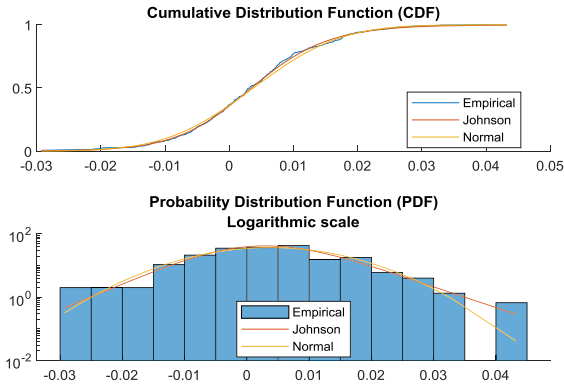 Cumulative Distribution Function (CDF)
1
0.5
0
-0.03 -0.02 -0.01 0 0.01 0.02 0.03 0.04 0.05
Empirical
Johnson
Normal
Probability Distribution Function (PDF)
Logarithmic scale
10^2
10^0
10^-2
-0.03 -0.02 -0.01 0 0.01 0.02 0.03 0.04
Empirical
Johnson
Normal